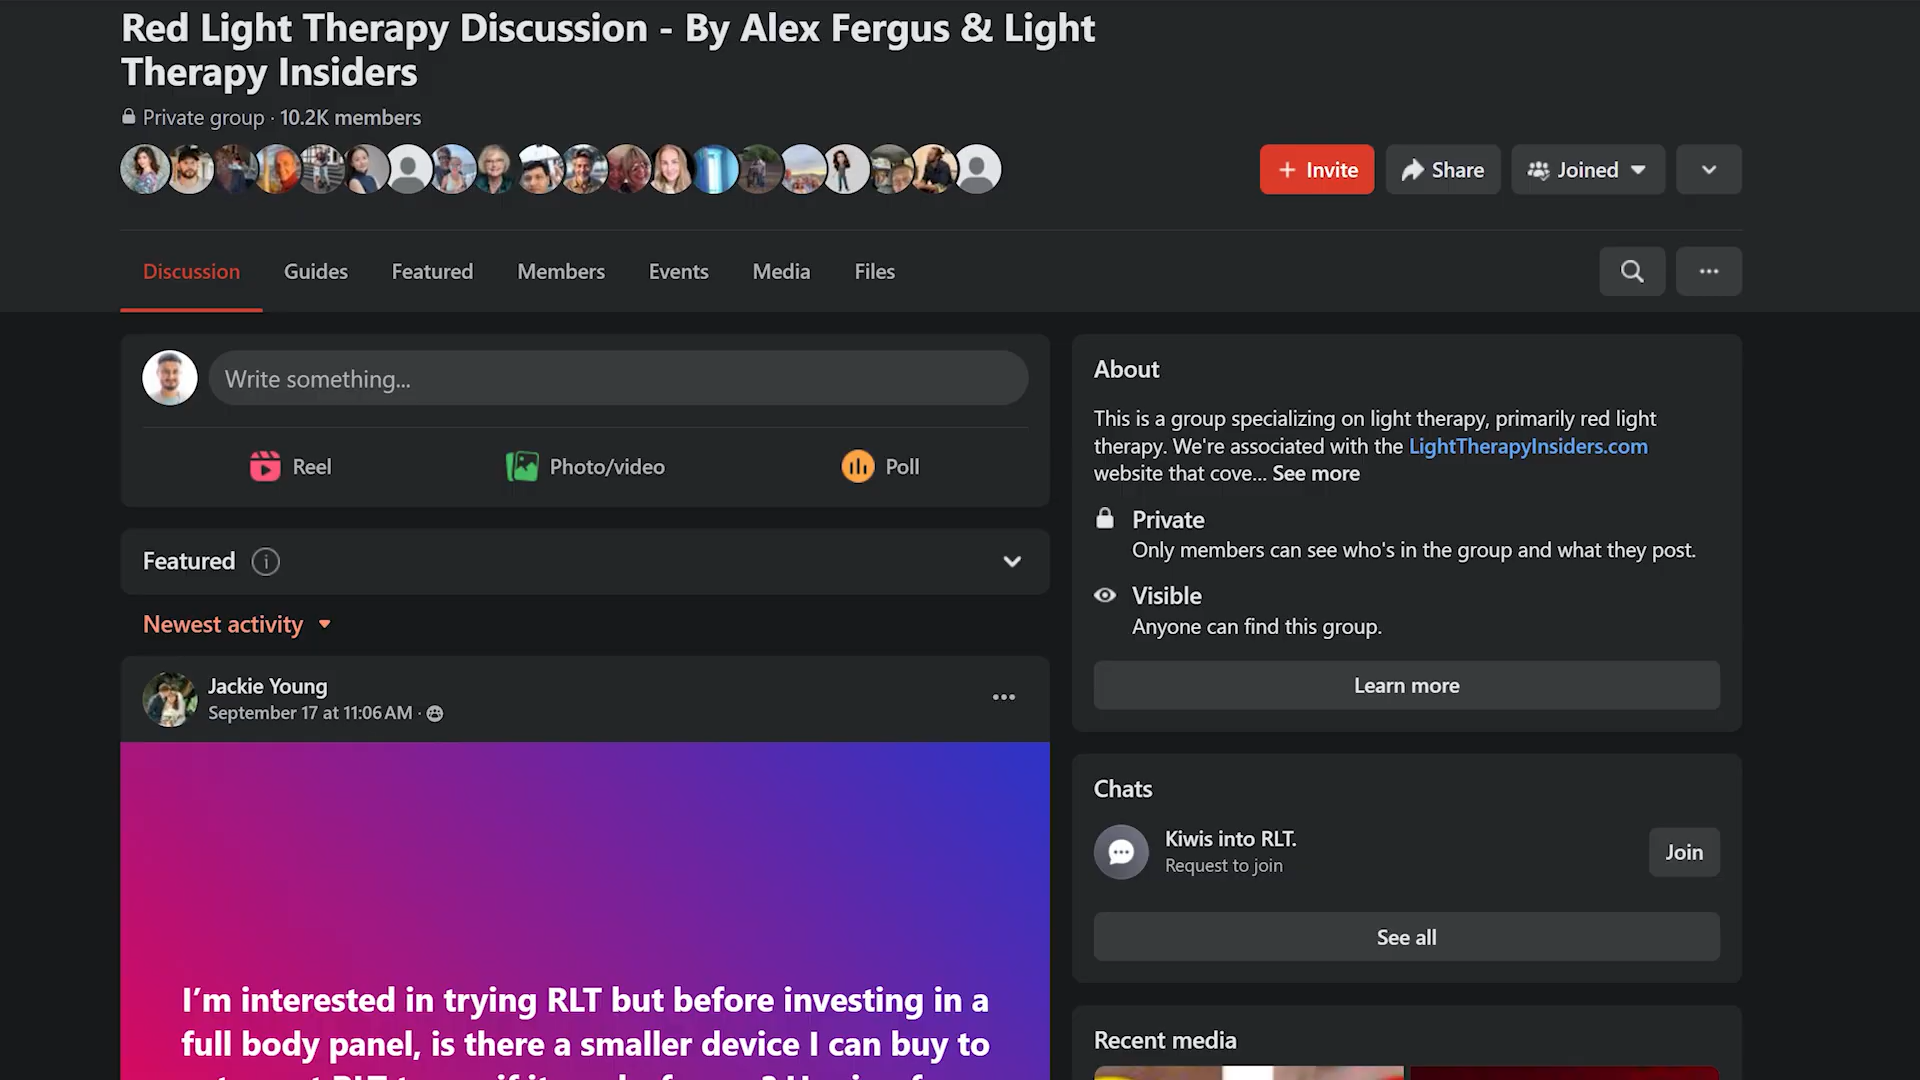 Red Light Therapy Discussion - By Alex Fergus & Light
Therapy Insiders
Private group · 10.2K members
+ Invite
Share
Joined
Discussion
Guides
Featured
Members
Events
Media
Files
Write something...
Reel
Photo/video
Poll
Featured
Newest activity
Jackie Young
September 17 at 11:06 AM ·
I’m interested in trying RLT but before investing in a
full body panel, is there a smaller device I can buy to
About
This is a group specializing on light therapy, primarily red light
therapy. We're associated with the LightTherapyInsiders.com
website that cove... See more
Private
Only members can see who's in the group and what they post.
Visible
Anyone can find this group.
Learn more
Chats
Kiwis into RLT.
Request to join
Join
See all
Recent media